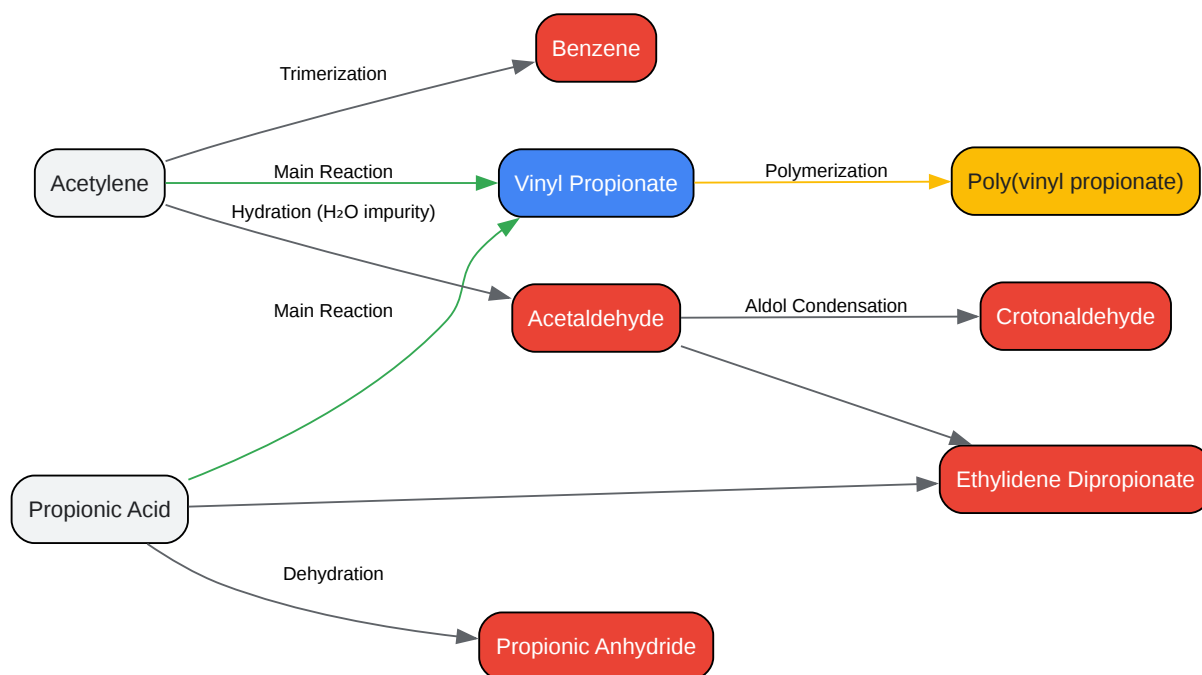 Benzene
Trimerization
Acetylene
Main Reaction
Vinyl Propionate
Polymerization
Poly(vinyl propionate)
Hydration (H₂O impurity)
Main Reaction
Acetaldehyde
Aldol Condensation
Crotonaldehyde
Ethylidene Dipropionate
Propionic Acid
Dehydration
Propionic Anhydride